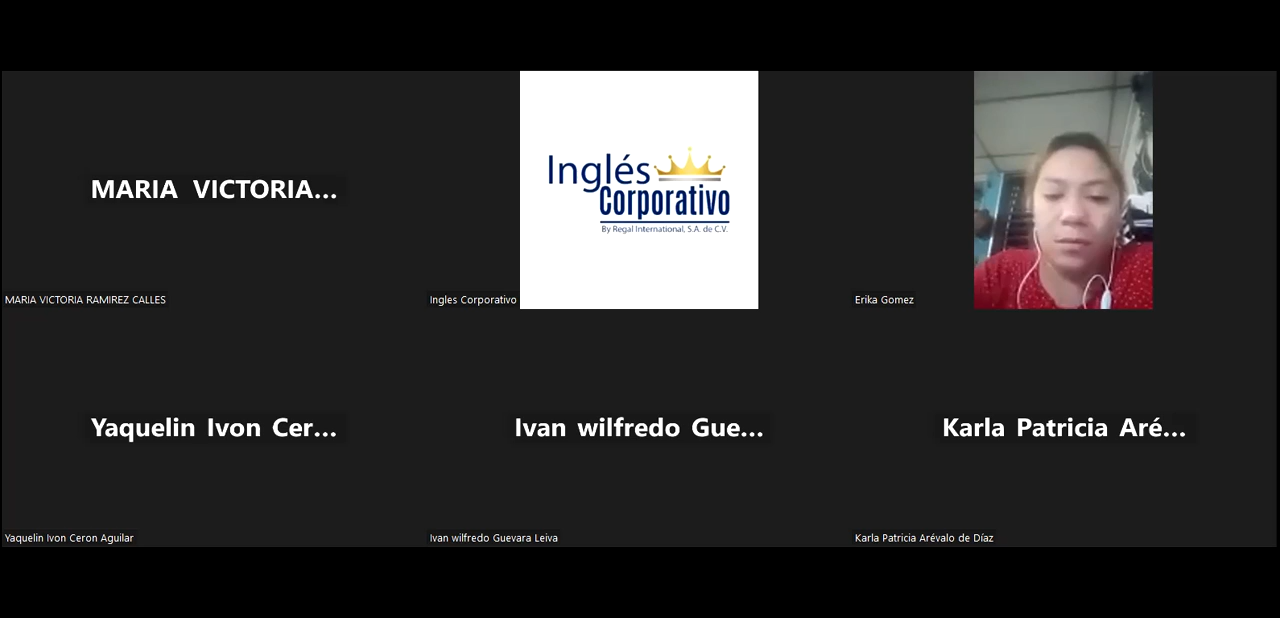 MARIA VICTORIA...
Inglés
Corporativo
By Regal International, S.A. de C.V.
MARIA VICTORIA RAMIREZ CALLES
Ingles Corporativo
Erika Gomez
Yaquelin Ivon Cer...
Ivan wilfredo Gue...
Karla Patricia Aré...
Yaquelin Ivon Ceron Aguilar
Ivan wilfredo Guevara Leiva
Karla Patricia Arévalo de Díaz